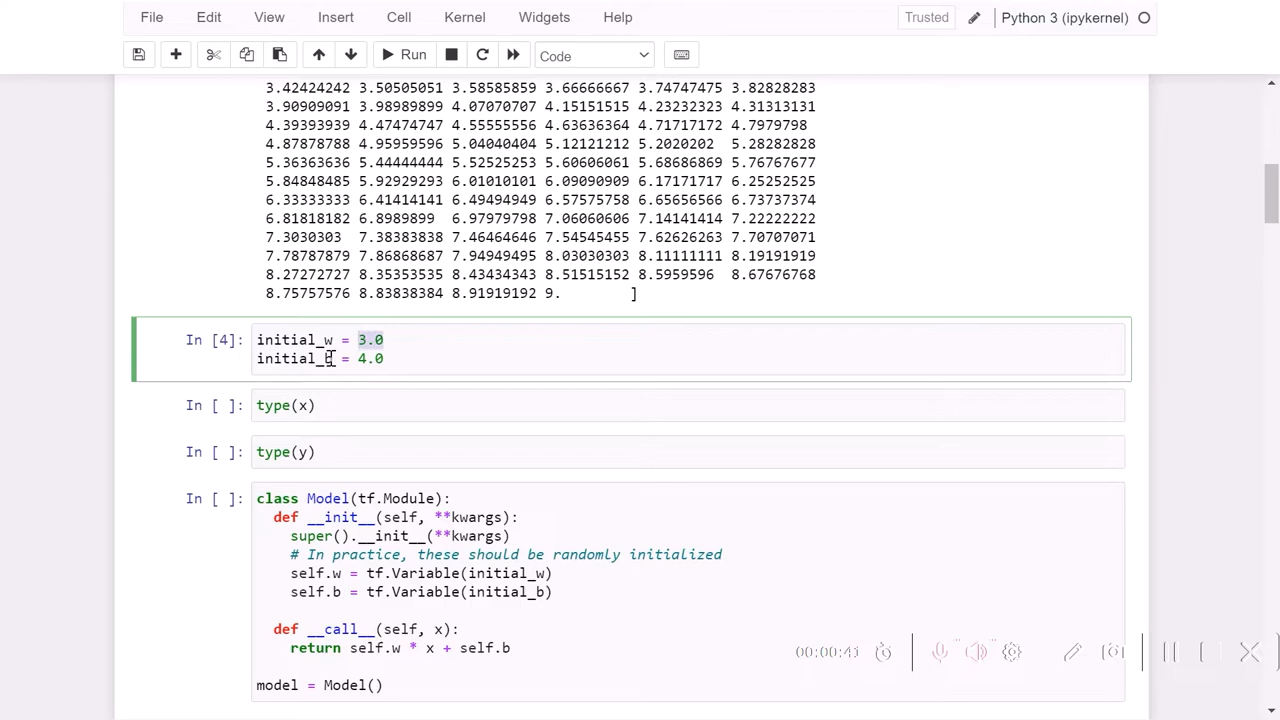 File Edit View Insert Cell Kernel Widgets Help Trusted Python 3 (ipykernel)
Run Code
3.42424242 3.50505051 3.58585859 3.66666667 3.74747475 3.82828283
3.90909091 3.98989899 4.07070707 4.15151515 4.23232323 4.31313131
4.39393939 4.47474747 4.55555556 4.63636364 4.71717172 4.7979798
4.87878788 4.95959596 5.04040404 5.12121212 5.2020202 5.28282828
5.36363636 5.44444444 5.52525253 5.60606061 5.68686869 5.76767677
5.84848485 5.92929293 6.01010101 6.09090909 6.17171717 6.25252525
6.33333333 6.41414141 6.49494949 6.57575758 6.65656566 6.73737374
6.81818182 6.8989899 6.97979798 7.06060606 7.14141414 7.22222222
7.3030303 7.38383838 7.46464646 7.54545455 7.62626263 7.70707071
7.78787879 7.86868687 7.94949495 8.03030303 8.11111111 8.19191919
8.27272727 8.35353535 8.43434343 8.51515152 8.5959596 8.67676768
8.75757576 8.83838384 8.91919192 9. ]
In [4]: initial_w = 3.0
initial_b = 4.0
In [ ]: type(x)
In [ ]: type(y)
In [ ]: class Model(tf.Module):
def __init__(self, **kwargs):
super().__init__(**kwargs)
# In practice, these should be randomly initialized
self.w = tf.Variable(initial_w)
self.b = tf.Variable(initial_b)
def __call__(self, x):
return self.w * x + self.b
00:00:41
model = Model()